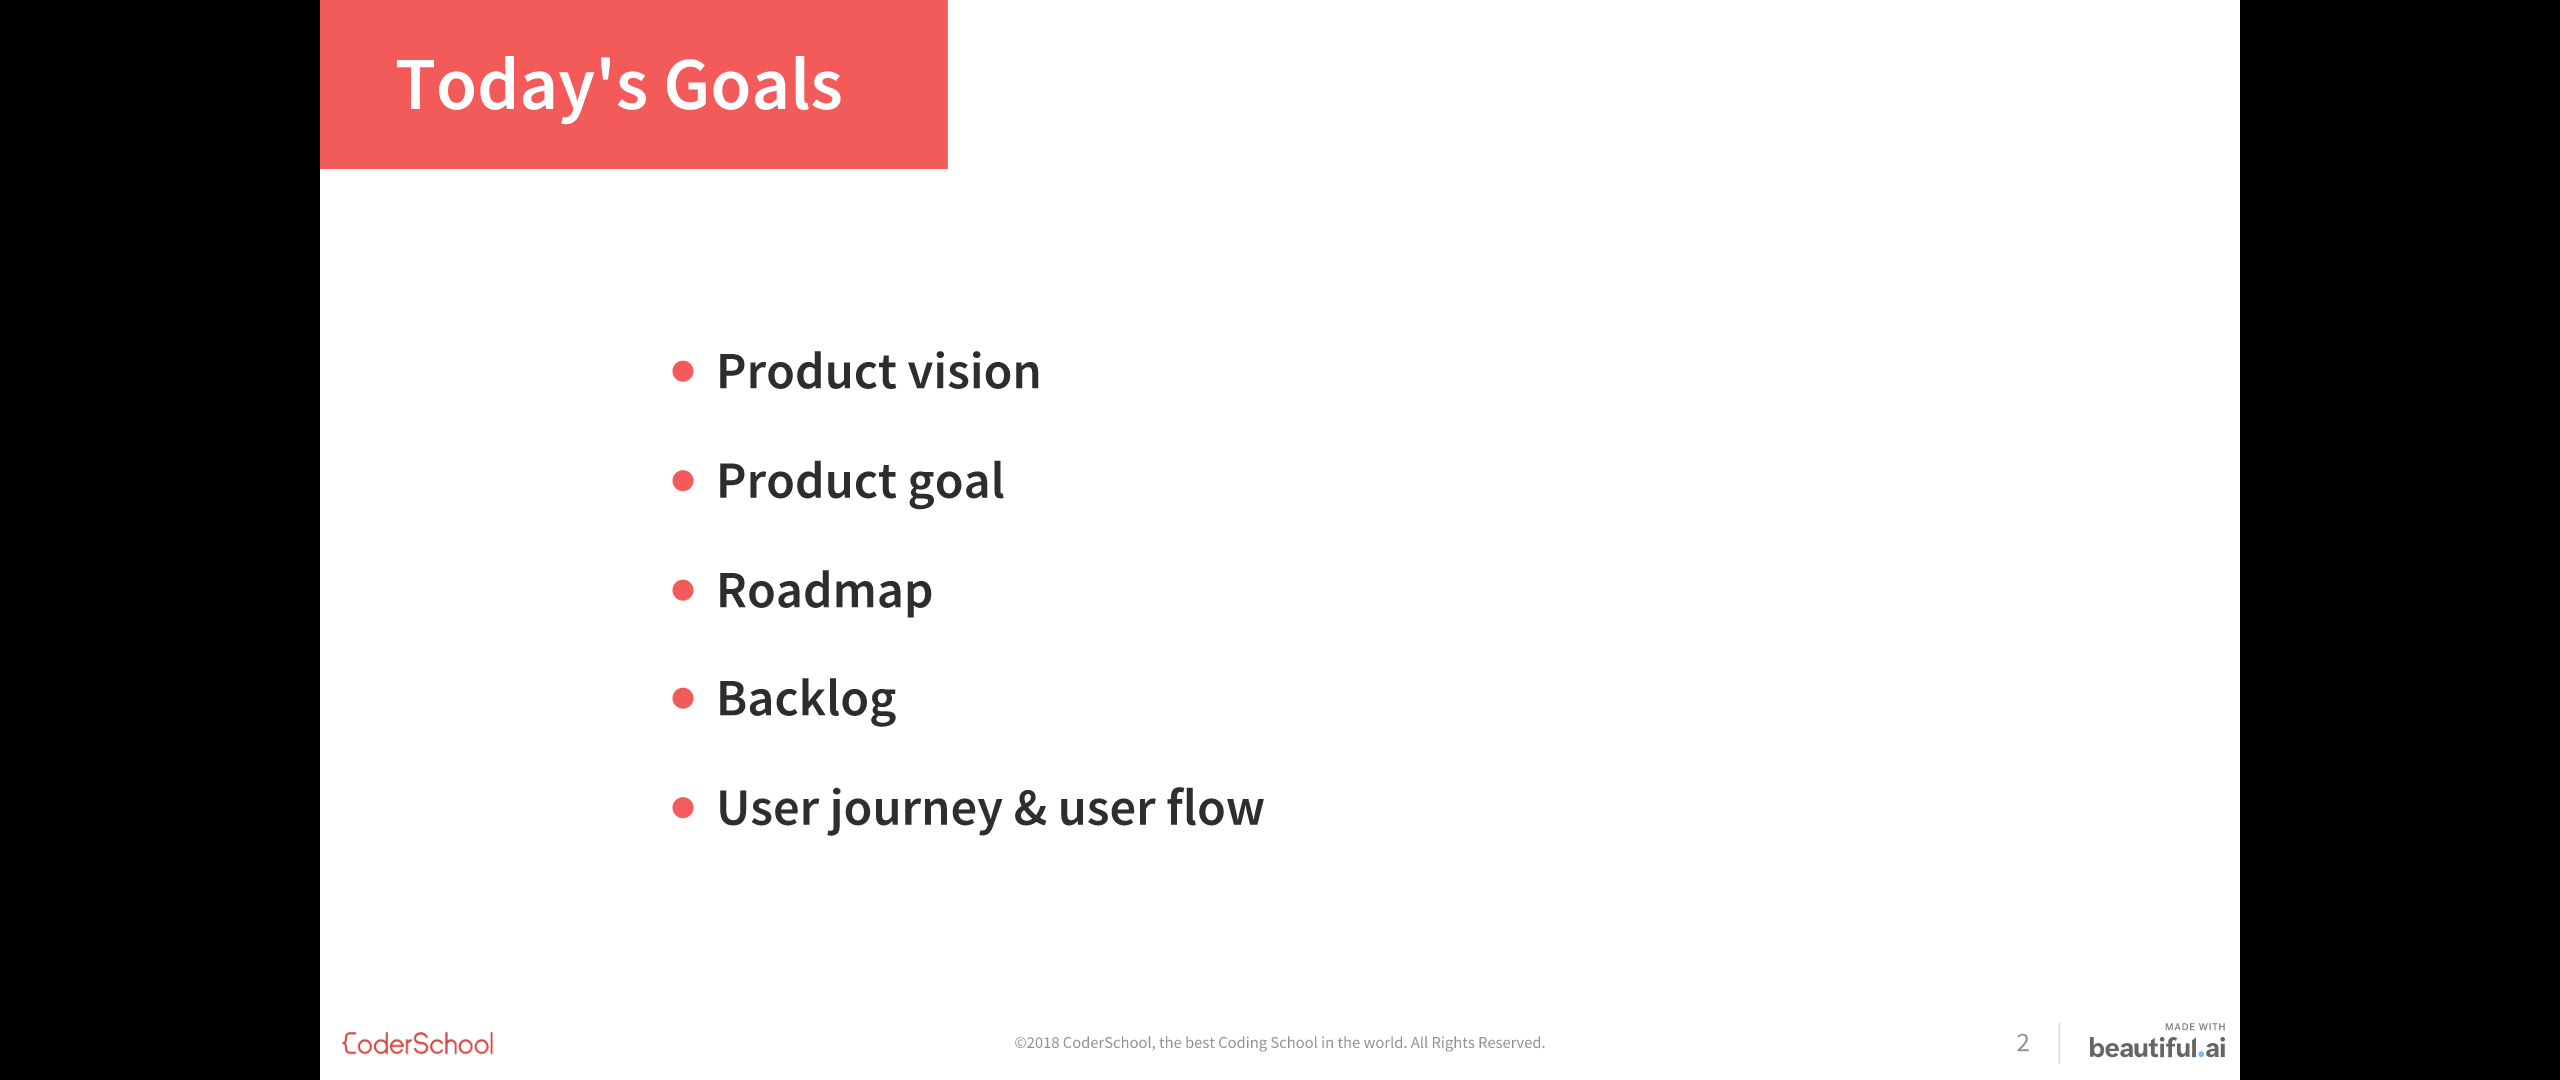 Today's Goals
Product vision
Product goal
Roadmap
Backlog
User journey & user flow
CoderSchool
©2018 CoderSchool, the best Coding School in the world. All Rights Reserved.
2
MADE WITH
beautiful.ai